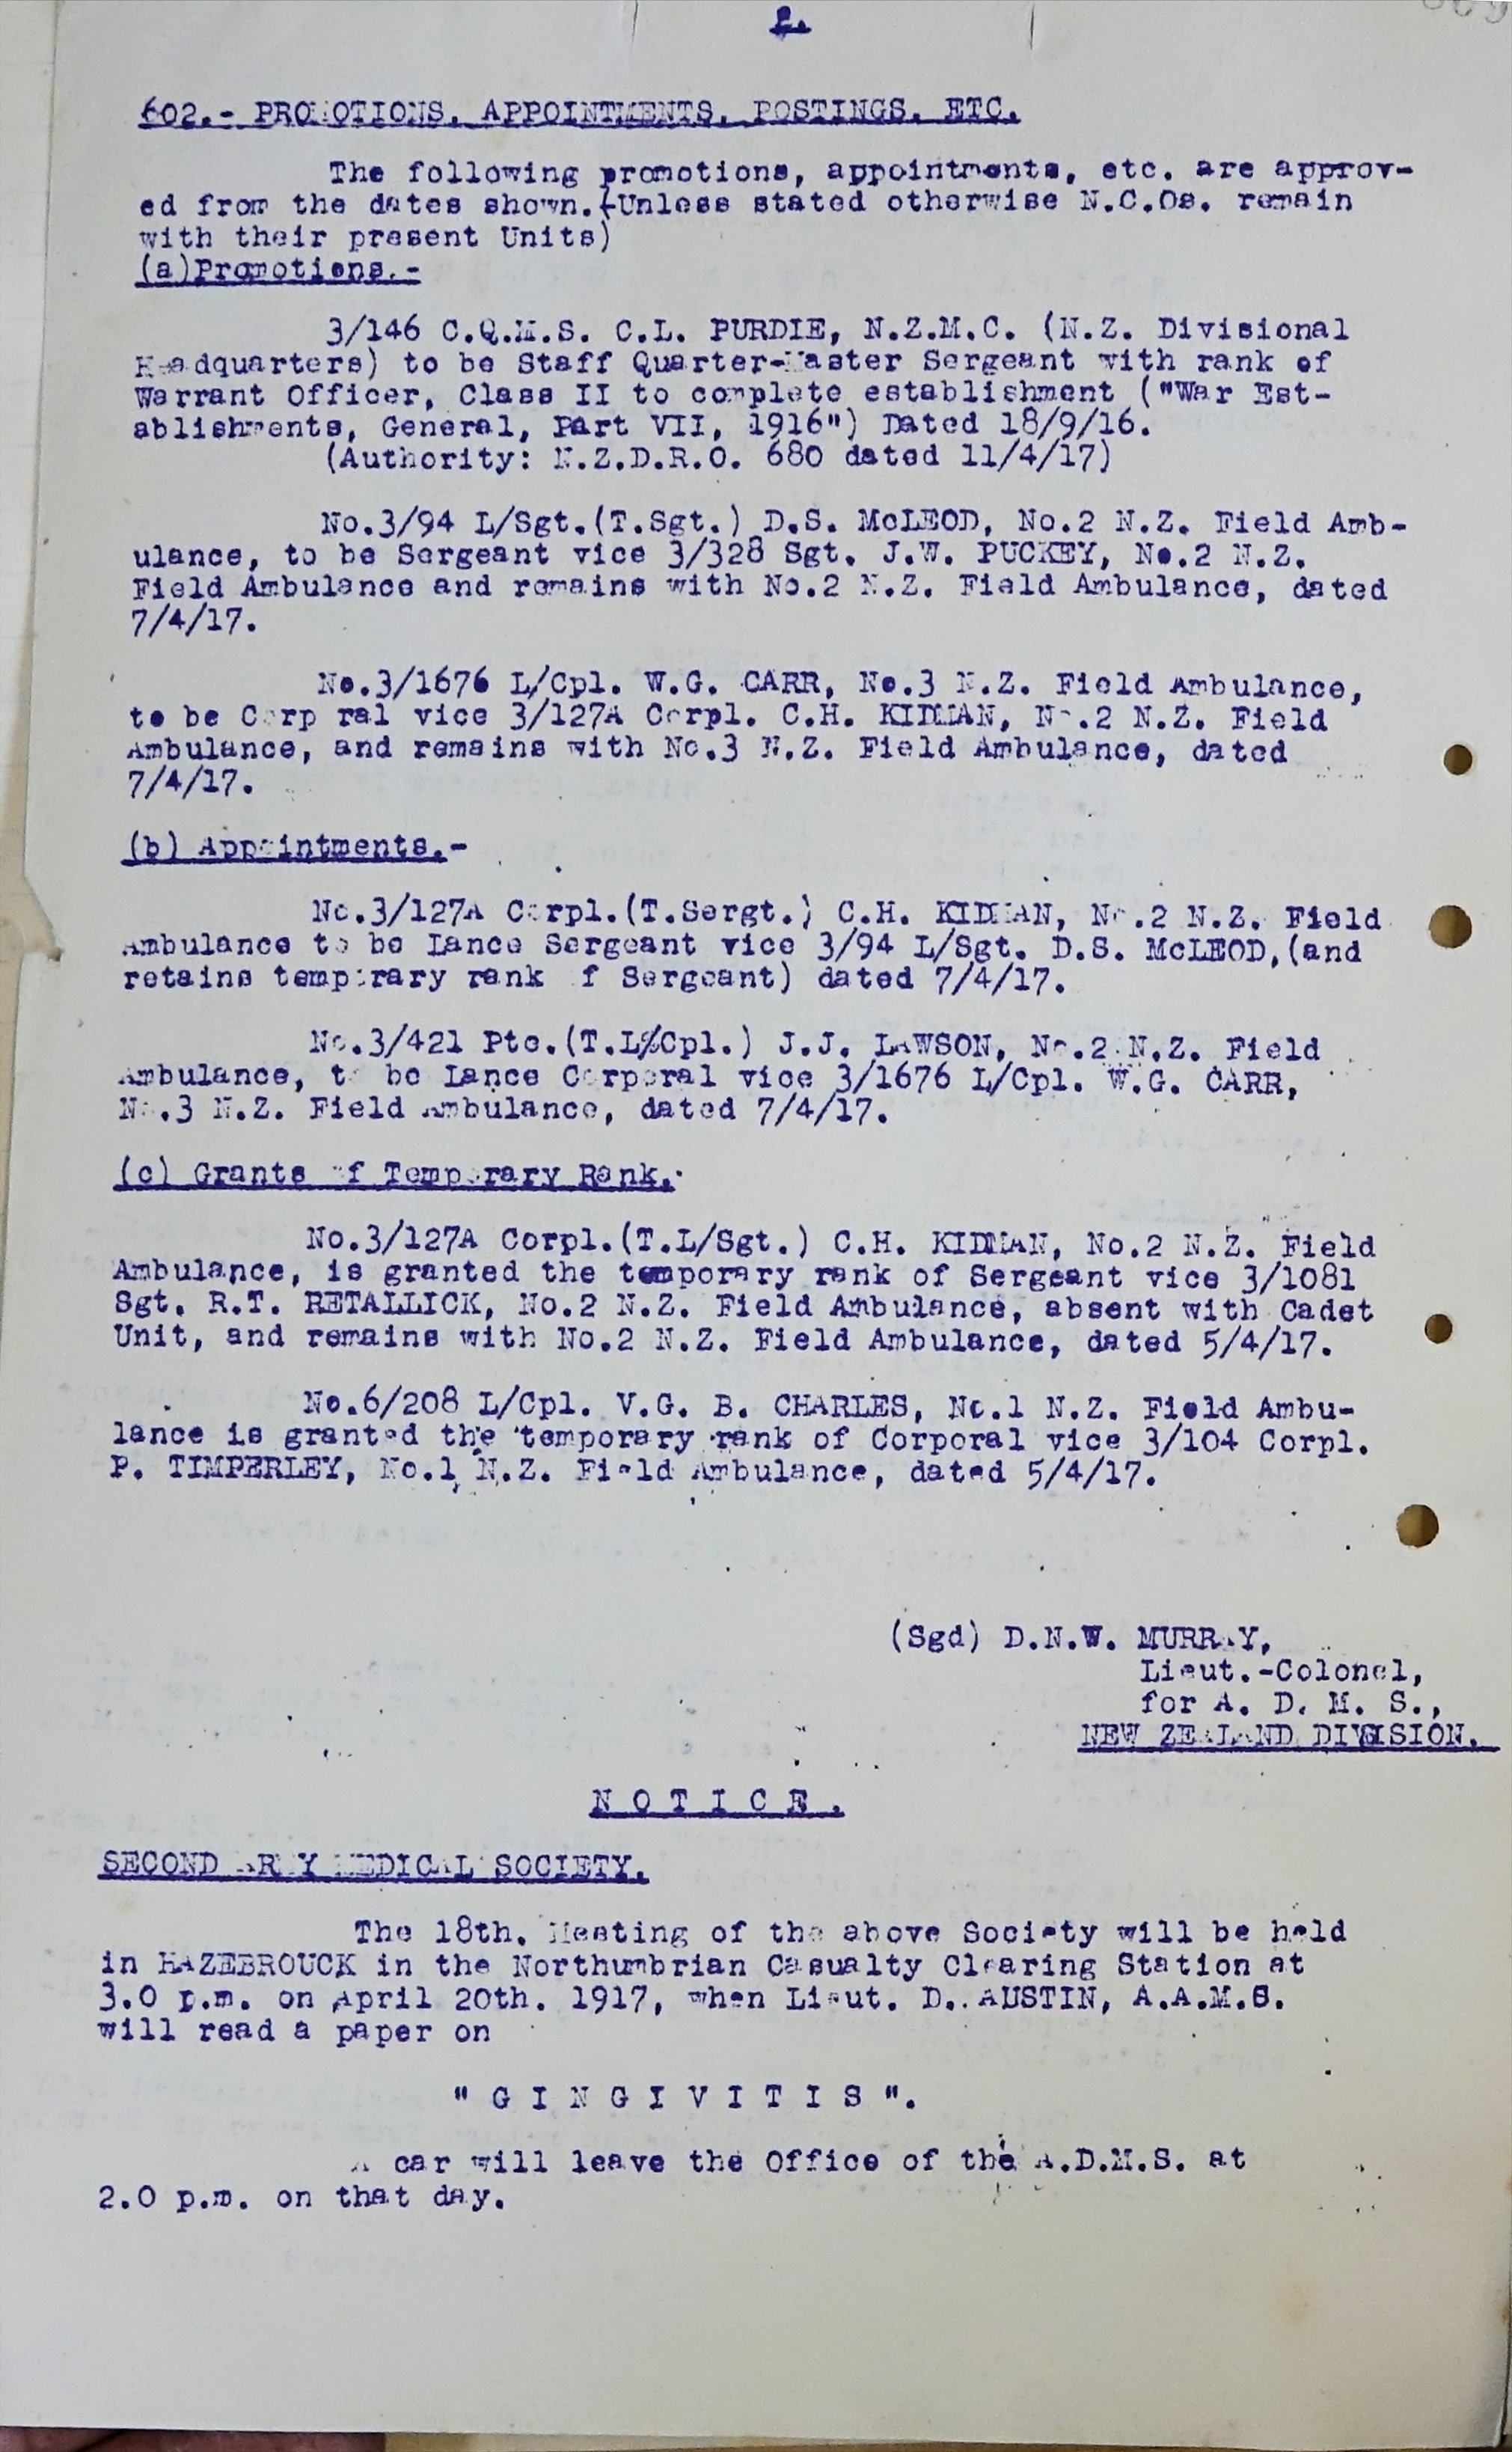 2.
602.- PROMOTIONS, APPOINTMENTS, POSTINGS, ETC.
The following promotions, appointments, etc. are approv-
ed from the dates shown.(Unless stated otherwise N.C.Os. remain
with their present Units)
(a)Promotions.-
3/146 C.Q.M.S. C.L. PURDIE, N.Z.M.C. (N.Z. Divisional
Headquarters) to be Staff Quarter-Master Sergeant with rank of
Warrant Officer, Class II to complete establishment ("War Est-
ablishments, General, Part VII, 1916") Dated 18/9/16.
(Authority: N.Z.D.R.O. 680 dated 11/4/17)
No.3/94 L/Sgt.(T.Sgt.) D.S. McLEOD, No.2 N.Z. Field Amb-
ulance, to be Sergeant vice 3/328 Sgt. J.W. PUCKEY, No.2 N.Z.
Field Ambulance and remains with No.2 N.Z. Field Ambulance, dated
7/4/17.
No.3/1676 L/Cpl. W.G. CARR, No.3 N.Z. Field Ambulance,
to be Corporal vice 3/127A Corpl. C.H. KIDMAN, No.2 N.Z. Field
Ambulance, and remains with No.3 N.Z. Field Ambulance, dated
7/4/17.
(b) Appointments.-
No.3/127A Corpl.(T.Sergt.) C.H. KIDMAN, No.2 N.Z. Field
Ambulance to be Lance Sergeant vice 3/94 L/Sgt. D.S. McLEOD,(and
retains temporary rank of Sergeant) dated 7/4/17.
No.3/421 Pte.(T.L/Cpl.) J.J. LAWSON, No.2 N.Z. Field
Ambulance, to be Lance Corporal vice 3/1676 L/Cpl. W.G. CARR,
No.3 N.Z. Field Ambulance, dated 7/4/17.
(c) Grants of Temporary Rank.
No.3/127A Corpl.(T.L/Sgt.) C.H. KIDMAN, No.2 N.Z. Field
Ambulance, is granted the temporary rank of Sergeant vice 3/1081
Sgt. R.T. RETALLICK, No.2 N.Z. Field Ambulance, absent with Cadet
Unit, and remains with No.2 N.Z. Field Ambulance, dated 5/4/17.
No.6/208 L/Cpl. V.G. B. CHARLES, No.1 N.Z. Field Ambu-
lance is granted the temporary rank of Corporal vice 3/104 Corpl.
P. TIMPERLEY, No.1 N.Z. Field Ambulance, dated 5/4/17.
(Sgd) D.N.W. MURRAY,
Lieut.-Colonel,
for A. D. M. S.,
NEW ZEALAND DIVISION.
N O T I C E .
SECOND ARMY MEDICAL SOCIETY.
The 18th. Meeting of the above Society will be held
in HAZEBROUCK in the Northumbrian Casualty Clearing Station at
3.0 p.m. on April 20th. 1917, when Lieut. D. AUSTIN, A.A.M.S.
will read a paper on
" G I N G I V I T I S ".
A car will leave the Office of the A.D.M.S. at
2.0 p.m. on that day.